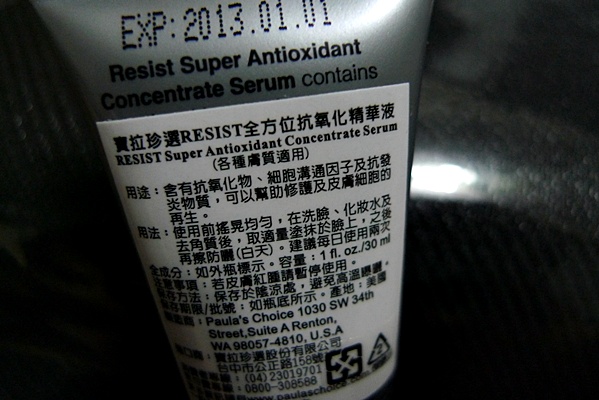 EXP:2013.01.01
Resist Super Antioxidant
Concentrate Serum contains
寶拉珍選RESIST全方位抗氧化精華液
RESIST Super Antioxidant Concentrate Serum
(各種膚質適用)
用途：含有抗氧化物、細胞溝通因子及抗發
炎物質，可以幫助修護及皮膚細胞的
再生。
用法：使用前搖晃均勻，在洗臉、化妝水及
去角質後，取適量塗抹於臉上，之後
再擦防曬(白天)。建議每日使用兩次
全成分：如外瓶標示。容量：1 fl. oz./30 ml
注意事項：若皮膚紅腫請暫停使用。
保存方法：保存於陰涼處，避免高溫曝曬。
保存期限/批號：如瓶底所示。產地：美國
Paula's Choice 1030 SW 34th
Street,Suite A Renton,
WA 98057-4810, U.S.A
寶拉珍選股份有限公司
台中市公正路158號
(04)23019701
0800-308588
www.paulaschoice.com